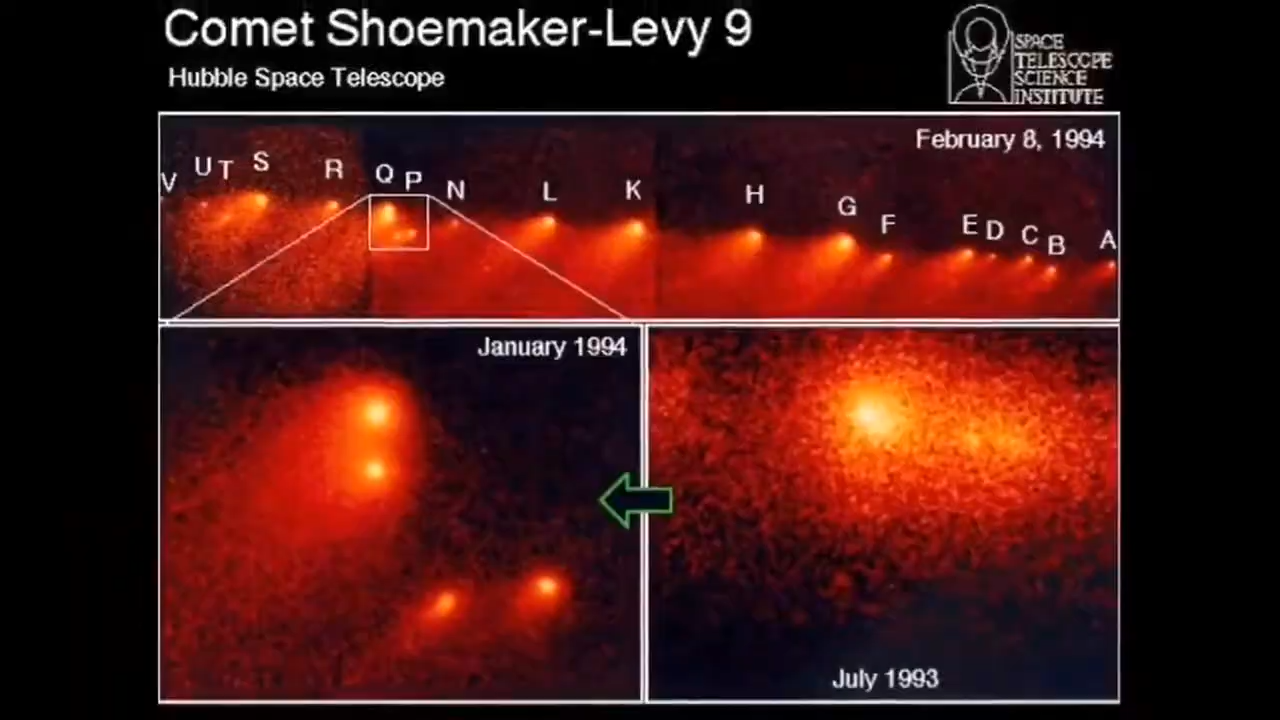 Comet Shoemaker-Levy 9
Hubble Space Telescope
SPACE
TELESCOPE
SCIENCE
INSTITUTE
February 8, 1994
V U T S R Q P N L K H G F E D C B A
January 1994
July 1993